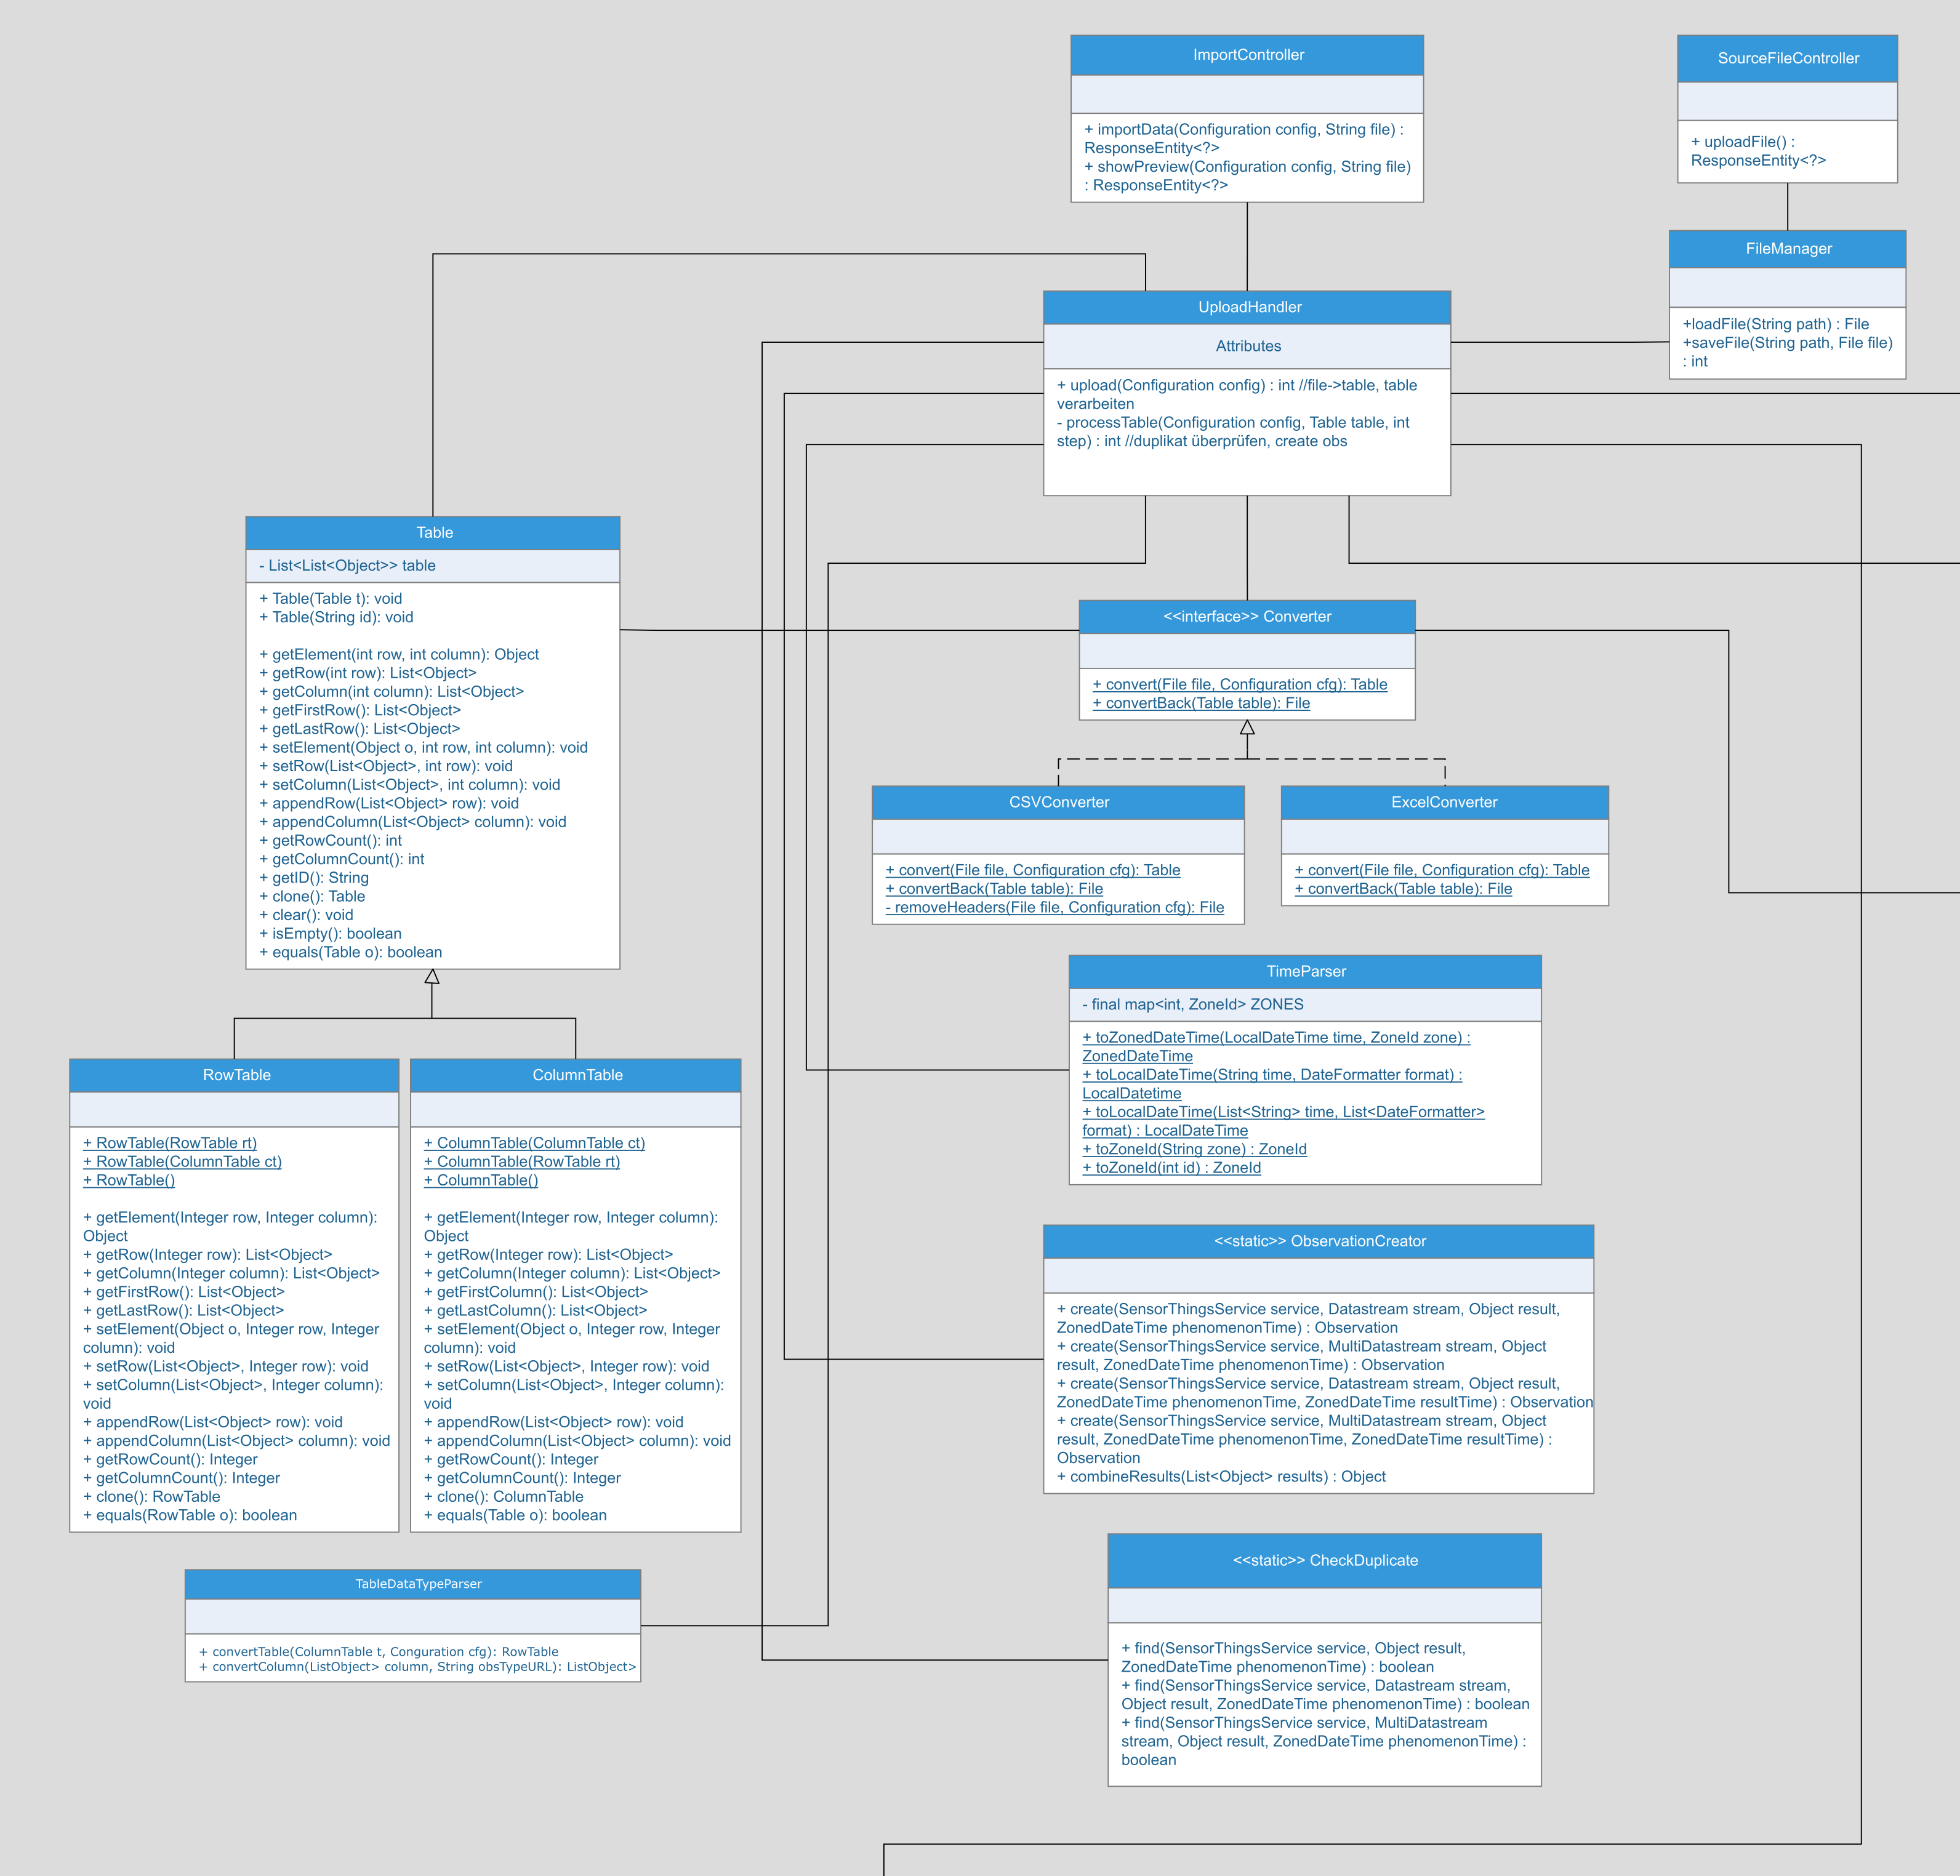 ImportController
+ importData(Configuration config, String file) :
ResponseEntity<?>
+ showPreview(Configuration config, String file)
: ResponseEntity<?>
SourceFileController
+ uploadFile() :
ResponseEntity<?>
FileManager
+loadFile(String path) : File
+saveFile(String path, File file)
: int
UploadHandler
Attributes
+ upload(Configuration config) : int //file->table, table
verarbeiten
- processTable(Configuration config, Table table, int
step) : int //duplikat überprüfen, create obs
Table
- List<List<Object>> table
+ Table(Table t): void
+ Table(String id): void
+ getElement(int row, int column): Object
+ getRow(int row): List<Object>
+ getColumn(int column): List<Object>
+ getFirstRow(): List<Object>
+ getLastRow(): List<Object>
+ setElement(Object o, int row, int column): void
+ setRow(List<Object>, int row): void
+ setColumn(List<Object>, int column): void
+ appendRow(List<Object> row): void
+ appendColumn(List<Object> column): void
+ getRowCount(): int
+ getColumnCount(): int
+ getID(): String
+ clone(): Table
+ clear(): void
+ isEmpty(): boolean
+ equals(Table o): boolean
<<interface>> Converter
+ convert(File file, Configuration cfg): Table
+ convertBack(Table table): File
CSVConverter
+ convert(File file, Configuration cfg): Table
+ convertBack(Table table): File
- removeHeaders(File file, Configuration cfg): File
ExcelConverter
+ convert(File file, Configuration cfg): Table
+ convertBack(Table table): File
TimeParser
- final map<int, ZoneId> ZONES
+ toZonedDateTime(LocalDateTime time, ZoneId zone) :
ZonedDateTime
+ toLocalDateTime(String time, DateFormatter format) :
LocalDatetime
+ toLocalDateTime(List<String> time, List<DateFormatter>
format) : LocalDateTime
+ toZoneId(String zone) : ZoneId
+ toZoneId(int id) : ZoneId
RowTable
+ RowTable(RowTable rt)
+ RowTable(ColumnTable ct)
+ RowTable()
+ getElement(Integer row, Integer column):
Object
+ getRow(Integer row): List<Object>
+ getColumn(Integer column): List<Object>
+ getFirstRow(): List<Object>
+ getLastRow(): List<Object>
+ setElement(Object o, Integer row, Integer
column): void
+ setRow(List<Object>, Integer row): void
+ setColumn(List<Object>, Integer column):
void
+ appendRow(List<Object> row): void
+ appendColumn(List<Object> column): void
+ getRowCount(): Integer
+ getColumnCount(): Integer
+ clone(): RowTable
+ equals(RowTable o): boolean
ColumnTable
+ ColumnTable(ColumnTable ct)
+ ColumnTable(RowTable rt)
+ ColumnTable()
+ getElement(Integer row, Integer column):
Object
+ getRow(Integer row): List<Object>
+ getColumn(Integer column): List<Object>
+ getFirstColumn(): List<Object>
+ getLastColumn(): List<Object>
+ setElement(Object o, Integer row, Integer
column): void
+ setRow(List<Object>, Integer row): void
+ setColumn(List<Object>, Integer column):
void
+ appendRow(List<Object> row): void
+ appendColumn(List<Object> column): void
+ getRowCount(): Integer
+ getColumnCount(): Integer
+ clone(): ColumnTable
+ equals(Table o): boolean
<<static>> ObservationCreator
+ create(SensorThingsService service, Datastream stream, Object result,
ZonedDateTime phenomenonTime) : Observation
+ create(SensorThingsService service, MultiDatastream stream, Object
result, ZonedDateTime phenomenonTime) : Observation
+ create(SensorThingsService service, Datastream stream, Object result,
ZonedDateTime phenomenonTime, ZonedDateTime resultTime) : Observation
+ create(SensorThingsService service, MultiDatastream stream, Object
result, ZonedDateTime phenomenonTime, ZonedDateTime resultTime) :
Observation
+ combineResults(List<Object> results) : Object
TableDataTypeParser
+ convertTable(ColumnTable t, Conguration cfg): RowTable
+ convertColumn(ListObject> column, String obsTypeURL): ListObject>
<<static>> CheckDuplicate
+ find(SensorThingsService service, Object result,
ZonedDateTime phenomenonTime) : boolean
+ find(SensorThingsService service, Datastream stream,
Object result, ZonedDateTime phenomenonTime) : boolean
+ find(SensorThingsService service, MultiDatastream
stream, Object result, ZonedDateTime phenomenonTime) :
boolean